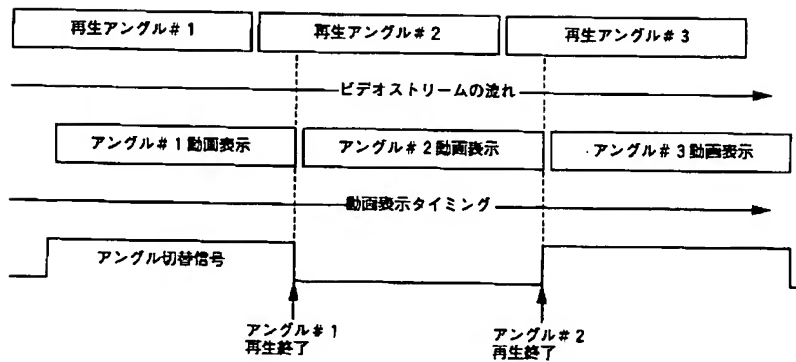 再生アングル＃1
再生アングル＃2
再生アングル＃3
ビデオストリームの流れ
アングル＃1動画表示
アングル＃2動画表示
アングル＃3動画表示
動画表示タイミング
アングル切替信号
アングル＃1
再生終了
アングル＃2
再生終了